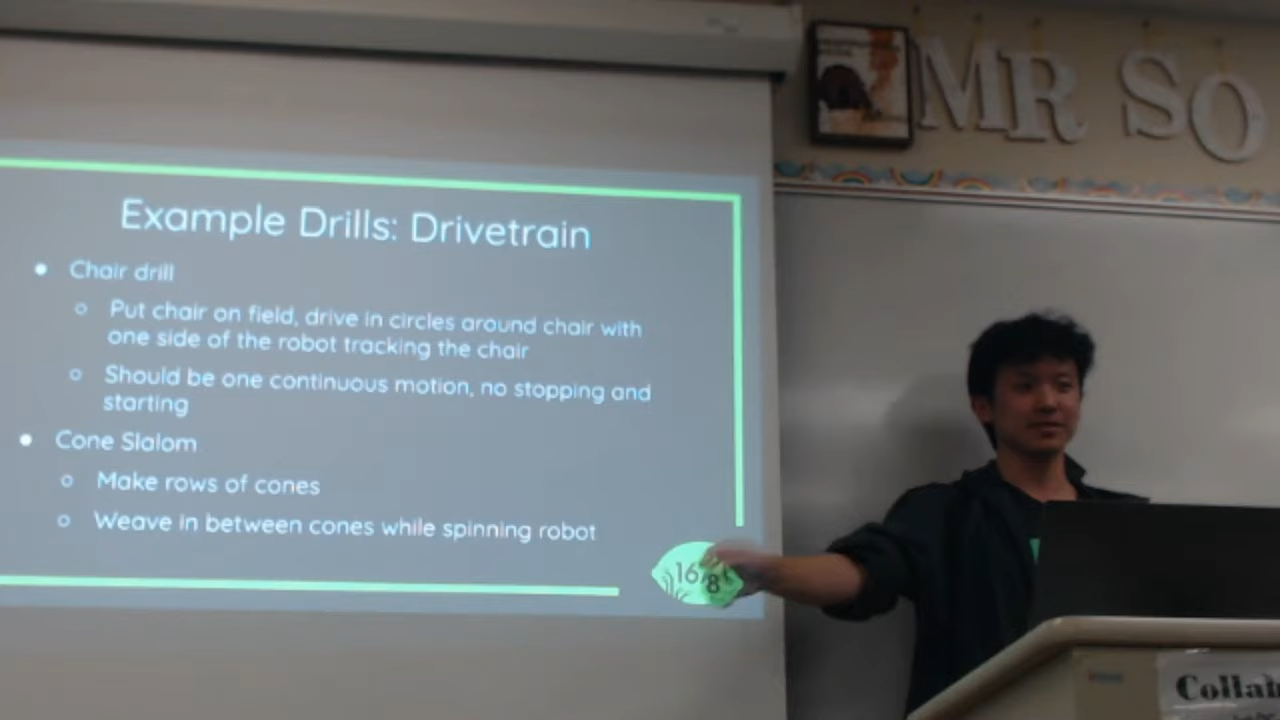 MR SO
Example Drills: Drivetrain
Chair drill
Put chair on field, drive in circles around chair with
one side of the robot tracking the chair
Should be one continuous motion, no stopping and
starting
Cone Slalom
Make rows of cones
Weave in between cones while spinning robot
16
8
Collab